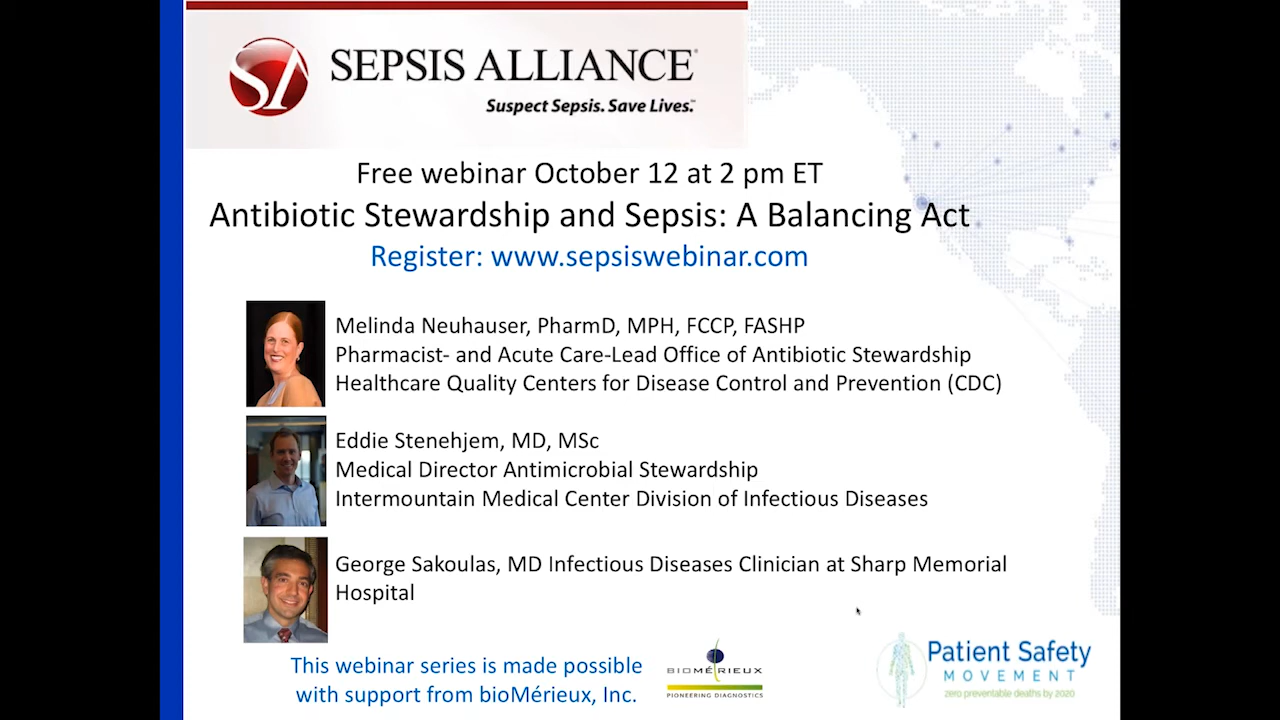 SEPSIS ALLIANCE®
Suspect Sepsis. Save Lives.™
Free webinar October 12 at 2 pm ET
Antibiotic Stewardship and Sepsis: A Balancing Act
Register: www.sepsiswebinar.com
Melinda Neuhauser, PharmD, MPH, FCCP, FASHP
Pharmacist- and Acute Care-Lead Office of Antibiotic Stewardship
Healthcare Quality Centers for Disease Control and Prevention (CDC)
Eddie Stenehjem, MD, MSc
Medical Director Antimicrobial Stewardship
Intermountain Medical Center Division of Infectious Diseases
George Sakoulas, MD Infectious Diseases Clinician at Sharp Memorial
Hospital
This webinar series is made possible
with support from bioMérieux, Inc.
BIOMÉRIEUX
PIONEERING DIAGNOSTICS
Patient Safety
MOVEMENT
zero preventable deaths by 2020